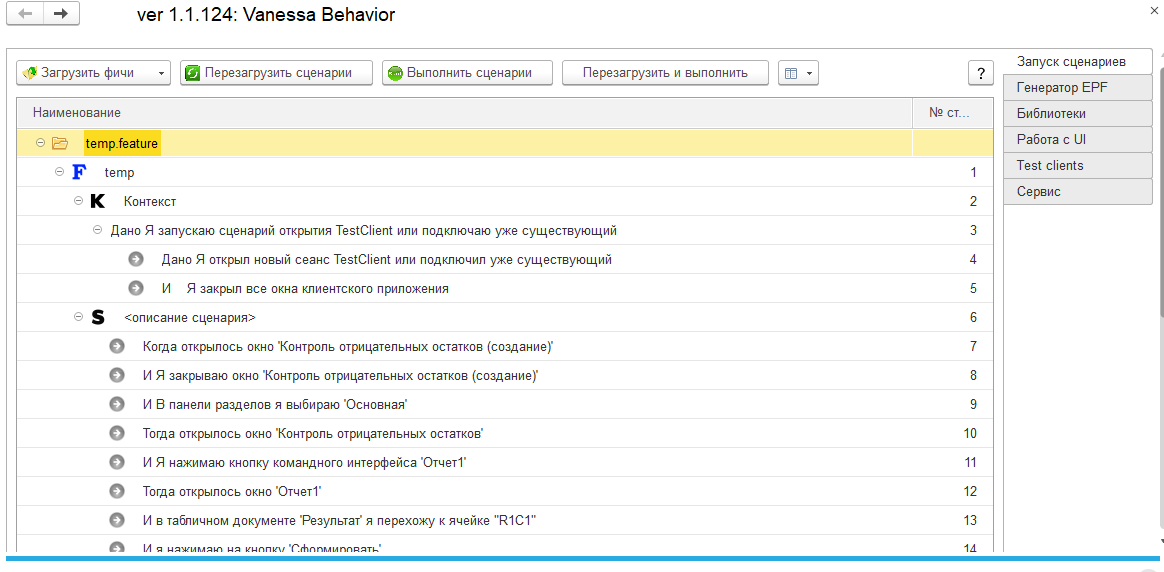 ver 1.1.124: Vanessa Behavior
Загрузить фичи Перезагрузить сценарии Выполнить сценарии Перезагрузить и выполнить ?
Запуск сценариев
Генератор EPF
Библиотеки
Работа с UI
Test clients
Сервис
Наименование № ст...
temp.feature
F temp 1
K Контекст 2
Дано Я запускаю сценарий открытия TestClient или подключаю уже существующий 3
Дано Я открыл новый сеанс TestClient или подключил уже существующий 4
И Я закрыл все окна клиентского приложения 5
S <описание сценария> 6
Когда открылось окно 'Контроль отрицательных остатков (создание)' 7
И Я закрываю окно 'Контроль отрицательных остатков (создание)' 8
И В панели разделов я выбираю 'Основная' 9
Тогда открылось окно 'Контроль отрицательных остатков' 10
И Я нажимаю кнопку командного интерфейса 'Отчет1' 11
Тогда открылось окно 'Отчет1' 12
И в табличном документе 'Результат' я перехожу к ячейке "R1C1" 13
И я нажимаю на кнопку 'Сформировать' 14